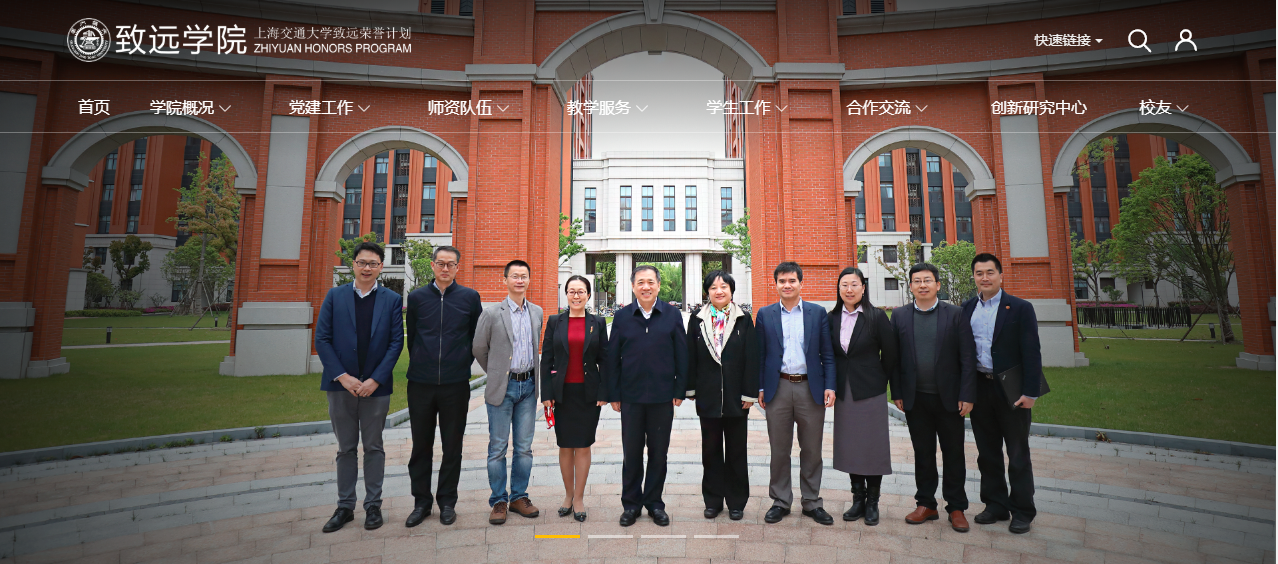 致远学院
上海交通大学致远荣誉计划
ZHIYUAN HONORS PROGRAM
快速链接
首页 学院概况 党建工作 师资队伍 教学服务 学生工作 合作交流 创新研究中心 校友